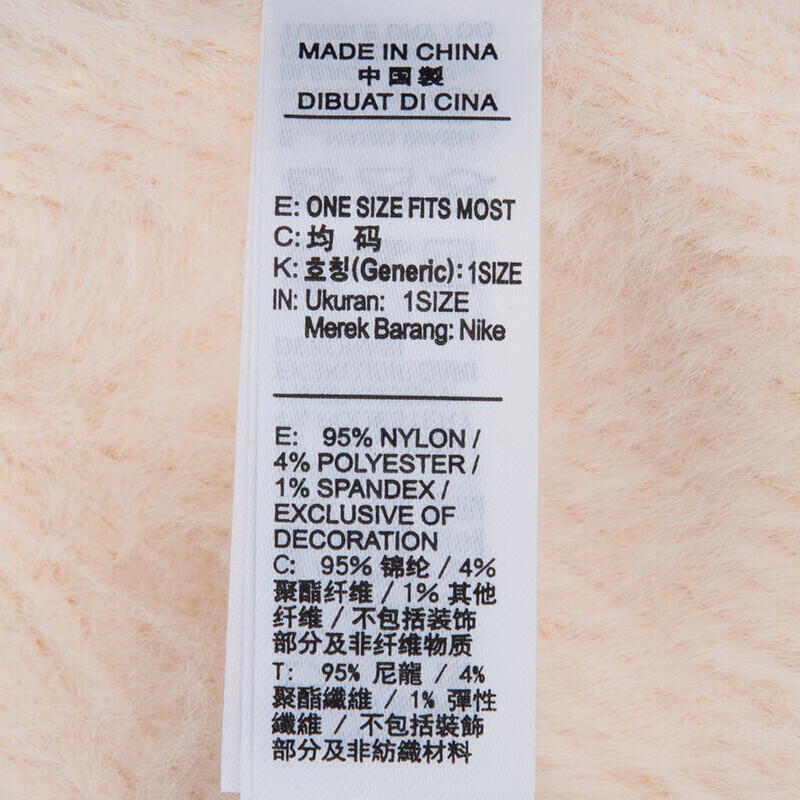 MADE IN CHINA
中国製
DIBUAT DI CINA
E: ONE SIZE FITS MOST
C: 均 码
K: 호칭(Generic): 1SIZE
IN: Ukuran: 1SIZE
Merek Barang: Nike
E: 95% NYLON /
4% POLYESTER /
1% SPANDEX /
EXCLUSIVE OF
DECORATION
C: 95% 锦纶 / 4%
聚酯纤维 / 1% 其他
纤维 / 不包括装饰
部分及非纤维物质
T: 95% 尼龍 / 4%
聚酯纖維 / 1% 彈性
纖維 / 不包括裝飾
部分及非紡織材料